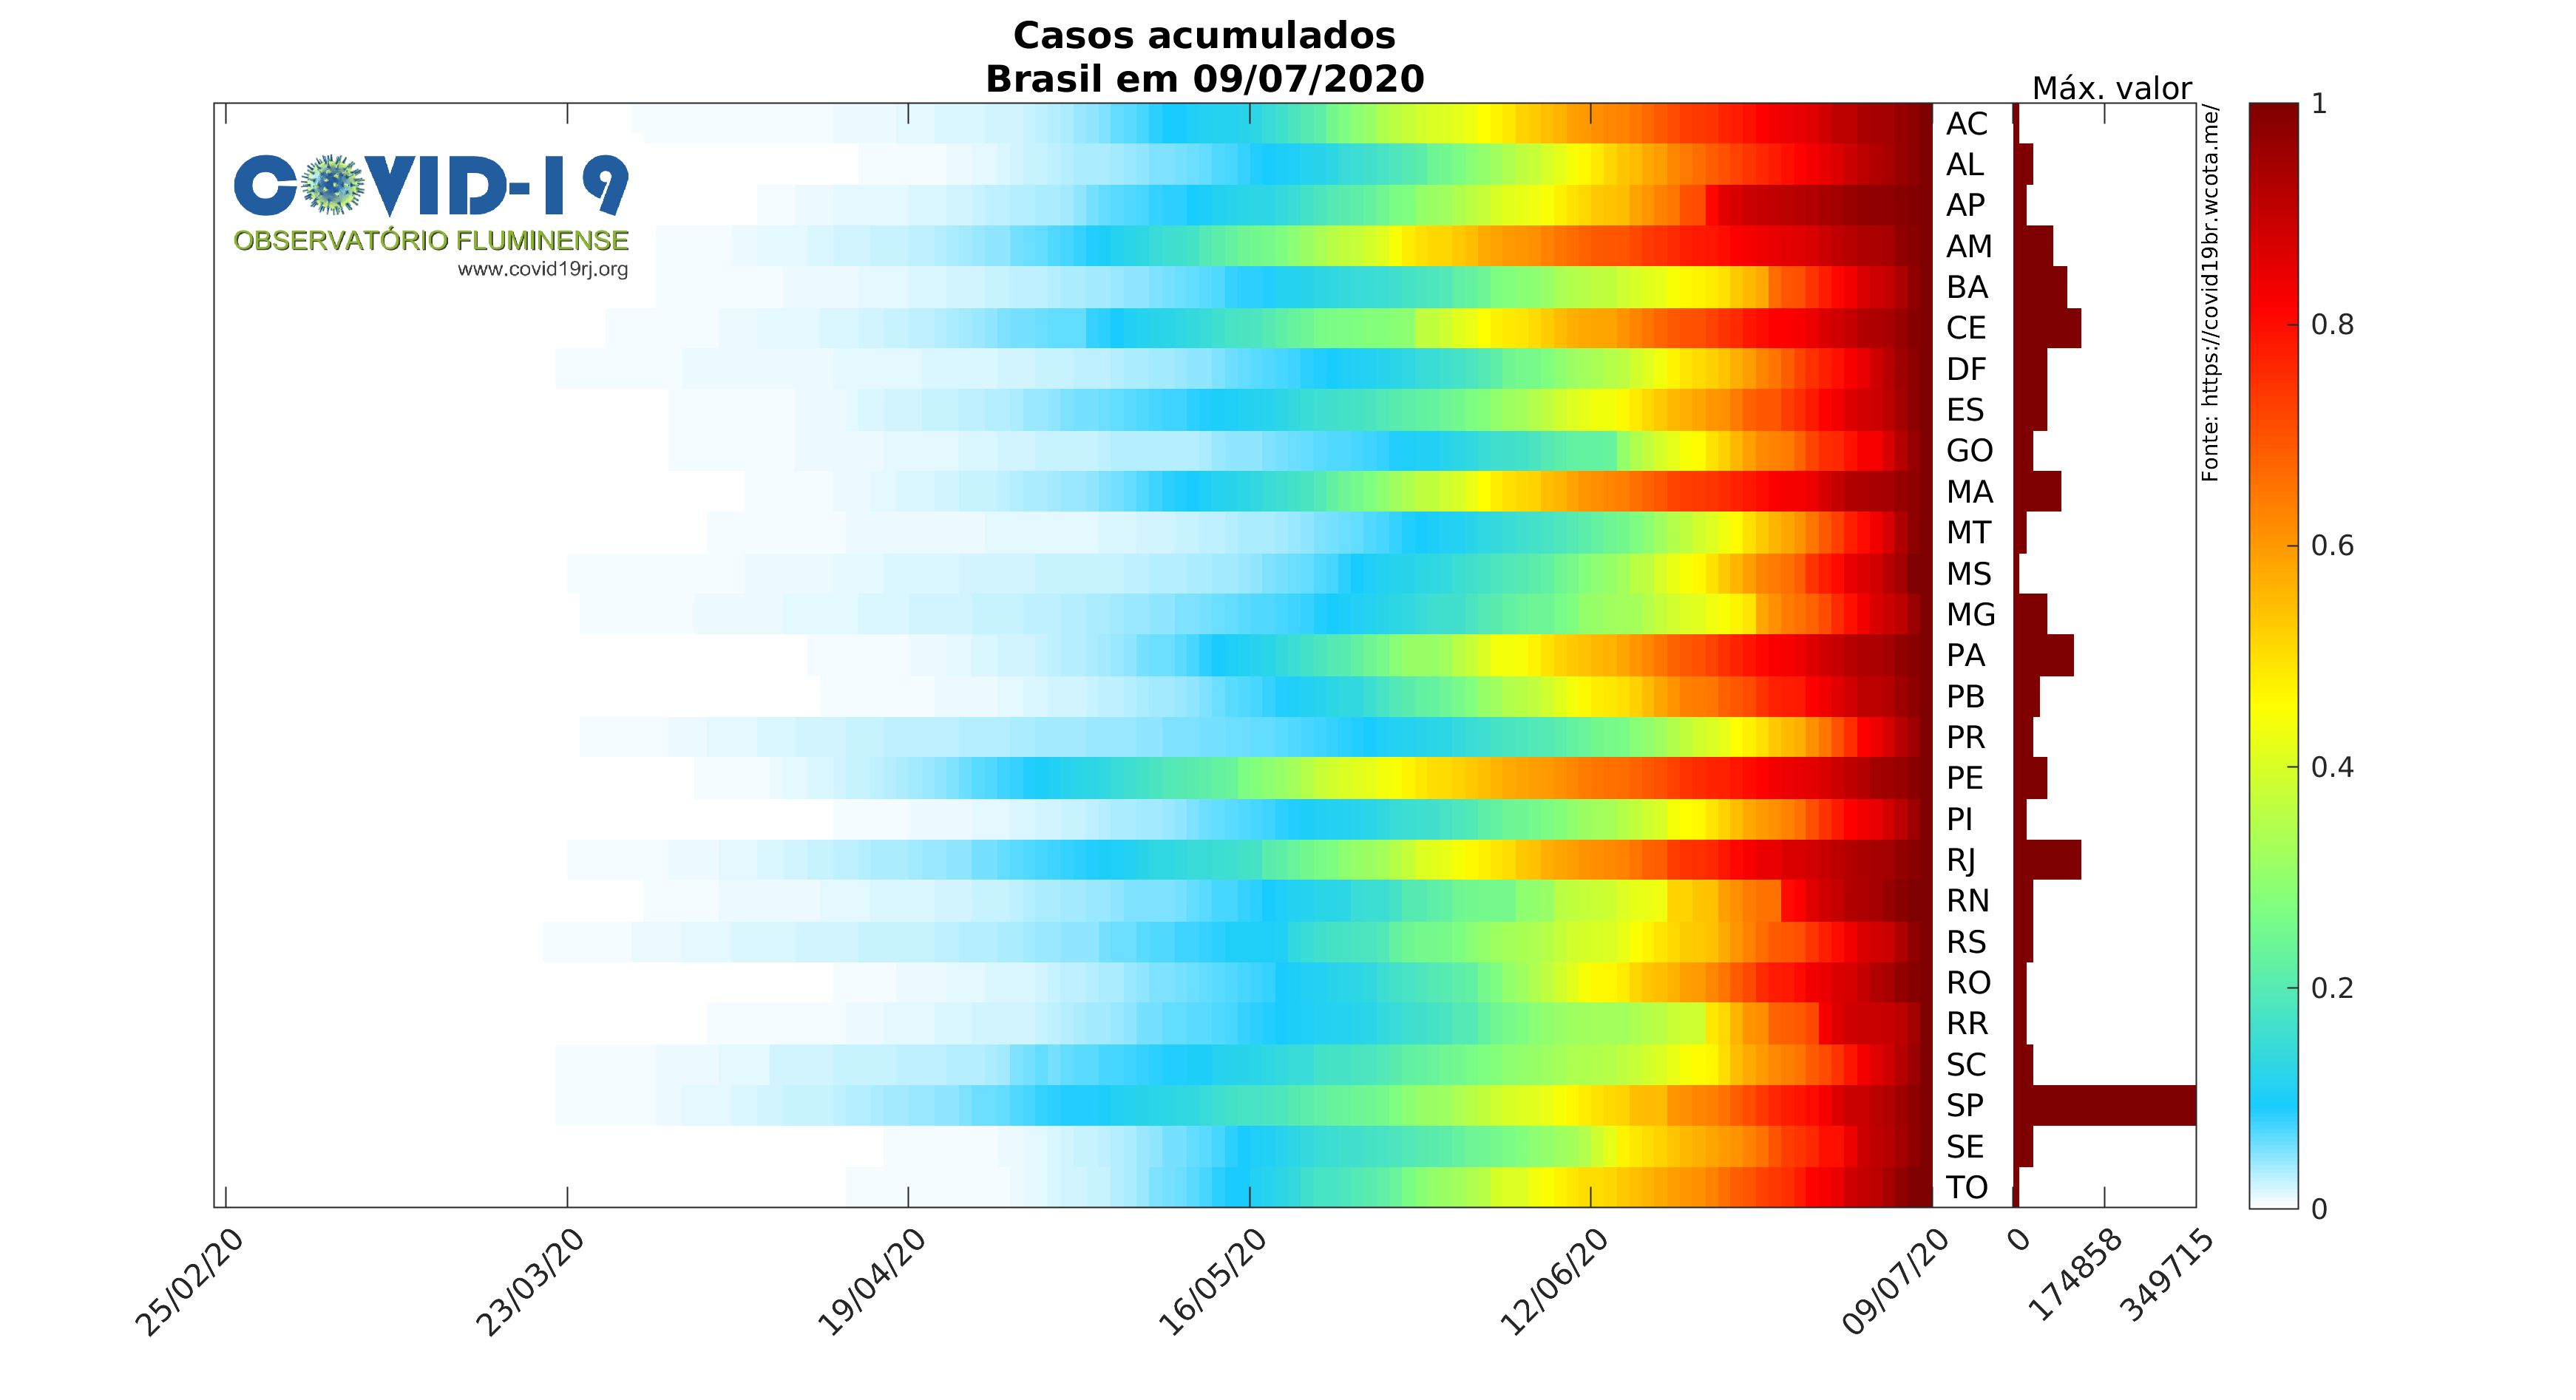 Casos acumulados
Brasil em 09/07/2020
Máx. valor
COVID-19
OBSERVATÓRIO FLUMINENSE
www.covid19rj.org
AC
AL
AP
AM
BA
CE
DF
ES
GO
MA
MT
MS
MG
PA
PB
PR
PE
PI
RJ
RN
RS
RO
RR
SC
SP
SE
TO
Fonte: https://covid19br.wcota.me/
1
0.8
0.6
0.4
0.2
0
25/02/20
23/03/20
19/04/20
16/05/20
12/06/20
09/07/20
0
174858
349715